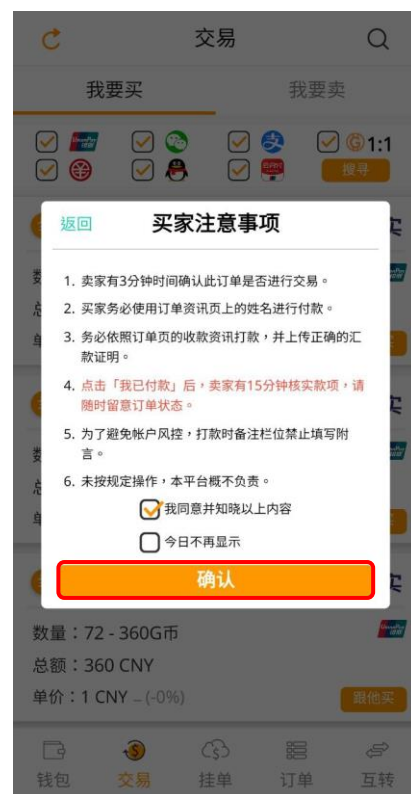 交易
我要买 我要卖
G 1:1
搜寻
返回 买家注意事项
1. 卖家有3分钟时间确认此订单是否进行交易。
2. 买家务必使用订单资讯页上的姓名进行付款。
3. 务必依照订单页的收款资讯打款，并上传正确的汇
款证明。
4. 点击「我已付款」后，卖家有15分钟核实款项，请
随时留意订单状态。
5. 为了避免帐户风控，打款时备注栏位禁止填写附
言。
6. 未按规定操作，本平台概不负责。
我同意并知晓以上内容
今日不再显示
确认
数量：72 - 360G币
总额：360 CNY
单价：1 CNY – (-0%) 跟他买
钱包 交易 挂单 订单 互转